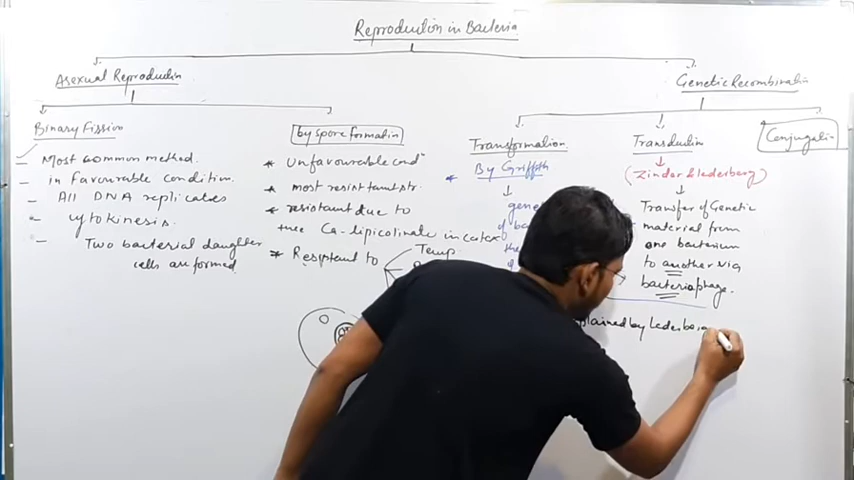 Reproduction in Bacteria
Asexual Reproduction
Genetic Recombination
Binary Fission
by spore formation
Transformation
Transduction
Conjugation
- Most common method.
- in Favourable condition.
- All DNA replicates
- cytokinesis.
- Two bacterial daughter
cells are formed
* Unfavourable cond
* most resistant str.
* resistant due to
Ca-dipicolinate in
* Resistant to
Temp
* By Griffith
(Zinder & lederberg)
Transfer of Genetic
material from
one bacterium
to another via
bacteriophage.
by Lederberg